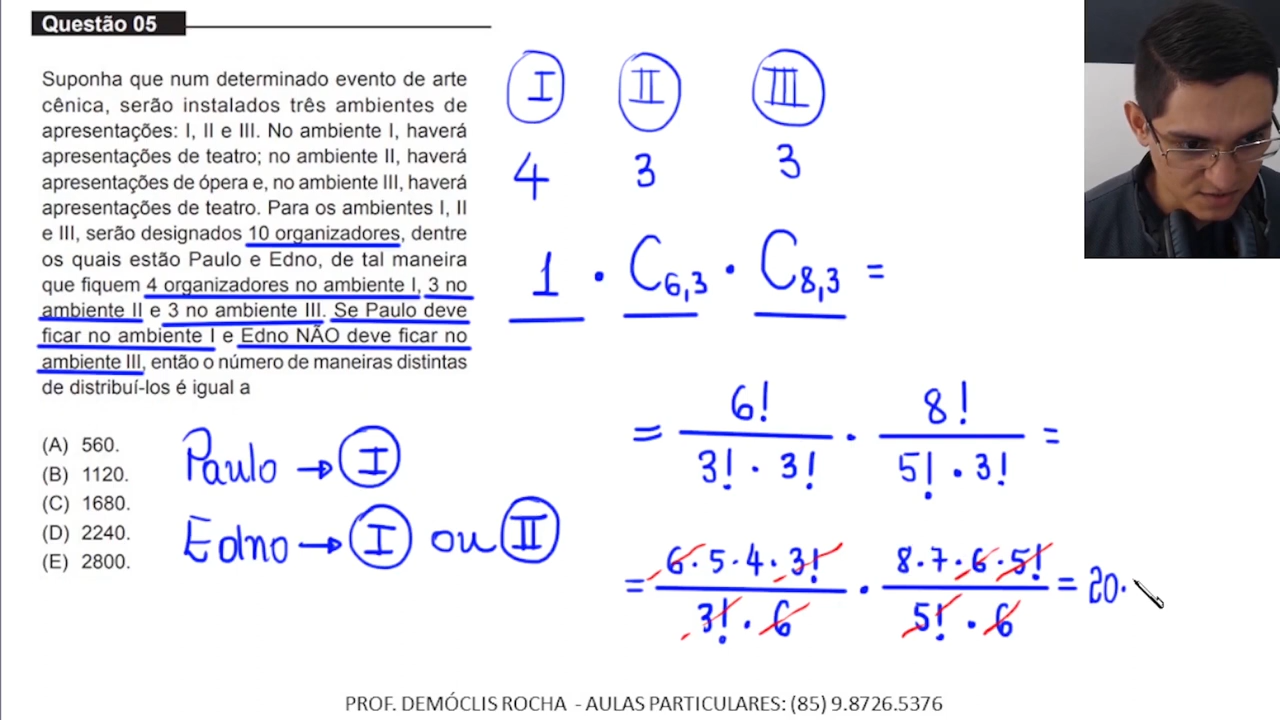 Questão 05
Suponha que num determinado evento de arte
cênica, serão instalados três ambientes de
apresentações: I, II e III. No ambiente I, haverá
apresentações de teatro; no ambiente II, haverá
apresentações de ópera e, no ambiente III, haverá
apresentações de teatro. Para os ambientes I, II
e III, serão designados 10 organizadores, dentre
os quais estão Paulo e Edno, de tal maneira
que fiquem 4 organizadores no ambiente I, 3 no
ambiente II e 3 no ambiente III. Se Paulo deve
ficar no ambiente I e Edno NÃO deve ficar no
ambiente III, então o número de maneiras distintas
de distribuí-los é igual a
(A) 560.
(B) 1120.
(C) 1680.
(D) 2240.
(E) 2800.
Paulo → I
Edno → I ou II
I II III
4 3 3
1 · C6,3 · C8,3 =
= 6! / 3! · 3! · 8! / 5! · 3! =
= 6 · 5 · 4 · 3! / 3! · 6 · 8 · 7 · 6 · 5! / 5! · 6 = 20 ·
PROF. DEMÓCLIS ROCHA - AULAS PARTICULARES: (85) 9.8726.5376